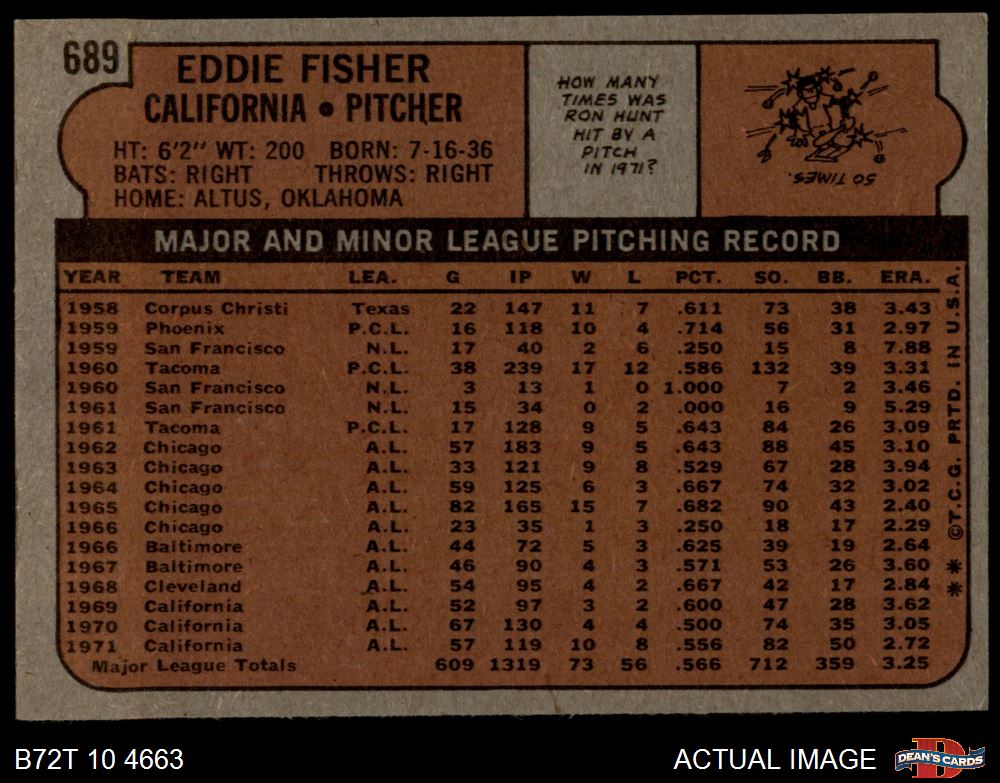 689
EDDIE FISHER
CALIFORNIA • PITCHER
HT: 6'2" WT: 200 BORN: 7-16-36
BATS: RIGHT THROWS: RIGHT
HOME: ALTUS, OKLAHOMA
HOW MANY
TIMES WAS
RON HUNT
HIT BY A
PITCH
IN 1971?
50 TIMES.
MAJOR AND MINOR LEAGUE PITCHING RECORD
YEAR TEAM LEA. G IP W L PCT. SO. BB. ERA.
1958 Corpus Christi Texas 22 147 11 7 .611 73 38 3.43
1959 Phoenix P.C.L. 16 118 10 4 .714 56 31 2.97
1959 San Francisco N.L. 17 40 2 6 .250 15 8 7.88
1960 Tacoma P.C.L. 38 239 17 12 .586 132 39 3.31
1960 San Francisco N.L. 3 13 1 0 1.000 7 2 3.46
1961 San Francisco N.L. 15 34 0 2 .000 16 9 5.29
1961 Tacoma P.C.L. 17 128 9 5 .643 84 26 3.09
1962 Chicago A.L. 57 183 9 5 .643 88 45 3.10
1963 Chicago A.L. 33 121 9 8 .529 67 28 3.94
1964 Chicago A.L. 59 125 6 3 .667 74 32 3.02
1965 Chicago A.L. 82 165 15 7 .682 90 43 2.40
1966 Chicago A.L. 23 35 1 3 .250 18 17 2.29
1966 Baltimore A.L. 44 72 5 3 .625 39 19 2.64
1967 Baltimore A.L. 46 90 4 3 .571 53 26 3.60
1968 Cleveland A.L. 54 95 4 2 .667 42 17 2.84
1969 California A.L. 52 97 3 2 .600 47 28 3.62
1970 California A.L. 67 130 4 4 .500 74 35 3.05
1971 California A.L. 57 119 10 8 .556 82 50 2.72
Major League Totals 609 1319 73 56 .566 712 359 3.25
** ©T.C.G. PRTD. IN U.S.A.
B72T 10 4663
ACTUAL IMAGE
D
DEAN'S CARDS